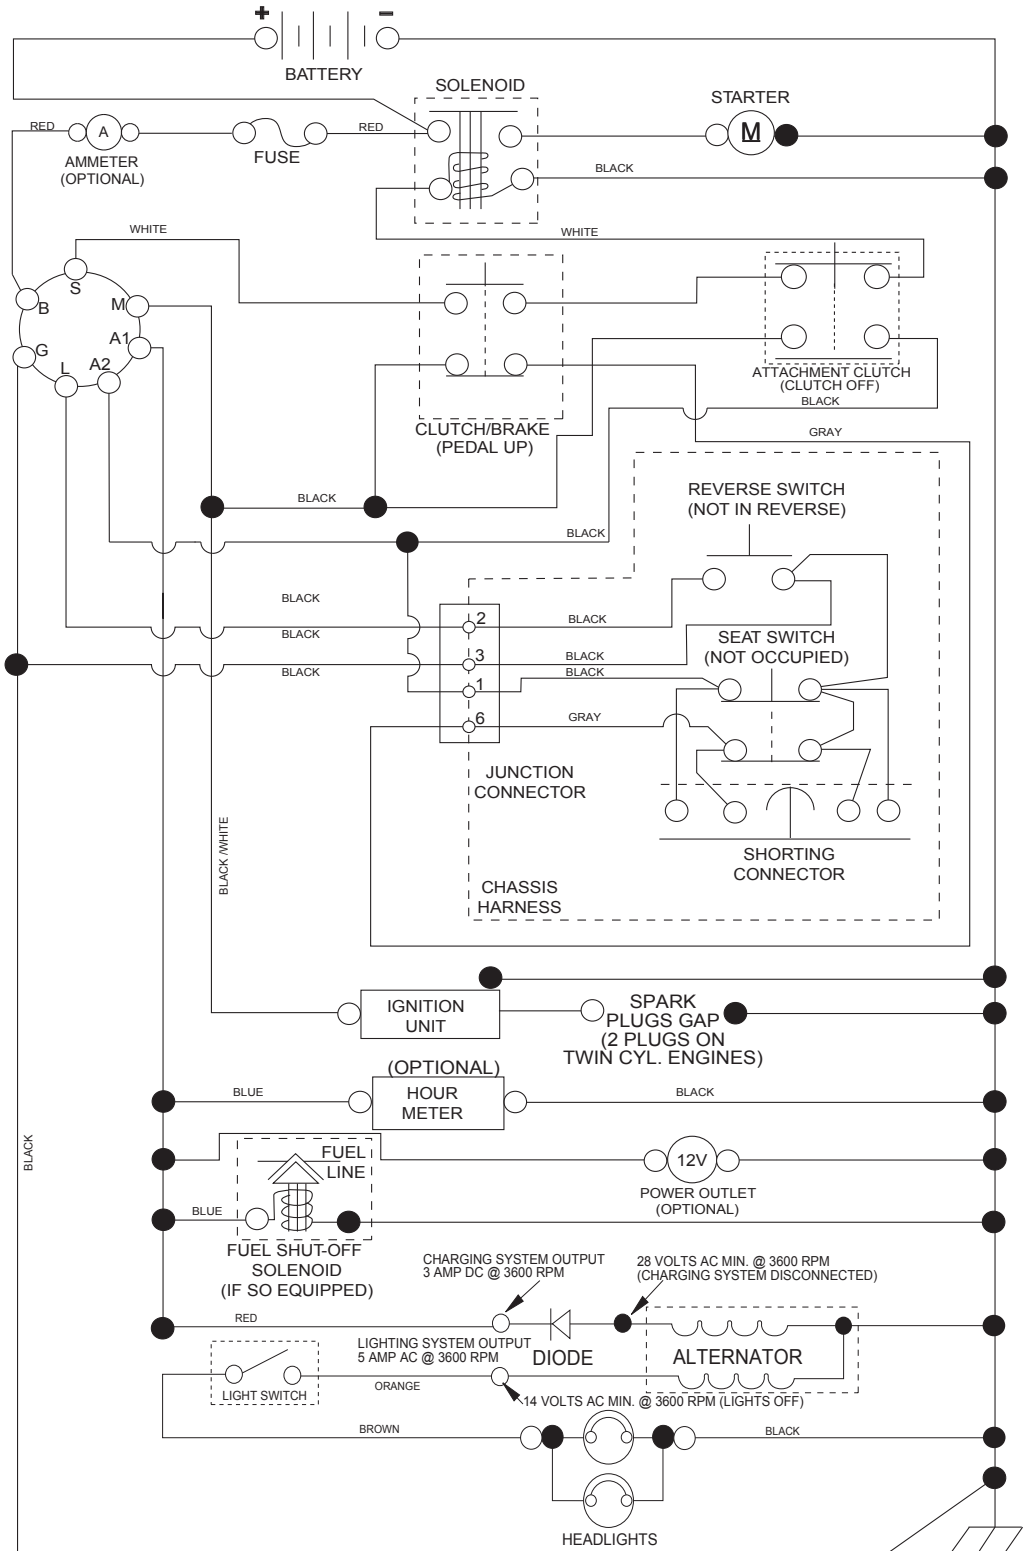 + −
BATTERY
SOLENOID
STARTER
RED
A
RED
M
AMMETER
(OPTIONAL)
FUSE
BLACK
WHITE
WHITE
S
B
M
G
A1
L
A2
ATTACHMENT CLUTCH
(CLUTCH OFF)
BLACK
CLUTCH/BRAKE
(PEDAL UP)
GRAY
REVERSE SWITCH
(NOT IN REVERSE)
BLACK
BLACK
BLACK
2
BLACK
BLACK
SEAT SWITCH
(NOT OCCUPIED)
3
BLACK
BLACK
BLACK
1
6
GRAY
JUNCTION
CONNECTOR
SHORTING
CONNECTOR
BLACK /WHITE
CHASSIS
HARNESS
IGNITION
UNIT
SPARK
PLUGS GAP
(2 PLUGS ON
TWIN CYL. ENGINES)
(OPTIONAL)
HOUR
METER
BLUE
BLACK
BLACK
FUEL
LINE
12V
POWER OUTLET
(OPTIONAL)
BLUE
FUEL SHUT-OFF
SOLENOID
(IF SO EQUIPPED)
CHARGING SYSTEM OUTPUT
3 AMP DC @ 3600 RPM
28 VOLTS AC MIN. @ 3600 RPM
(CHARGING SYSTEM DISCONNECTED)
RED
LIGHTING SYSTEM OUTPUT
5 AMP AC @ 3600 RPM
DIODE
ALTERNATOR
LIGHT SWITCH
ORANGE
14 VOLTS AC MIN. @ 3600 RPM (LIGHTS OFF)
BROWN
BLACK
HEADLIGHTS